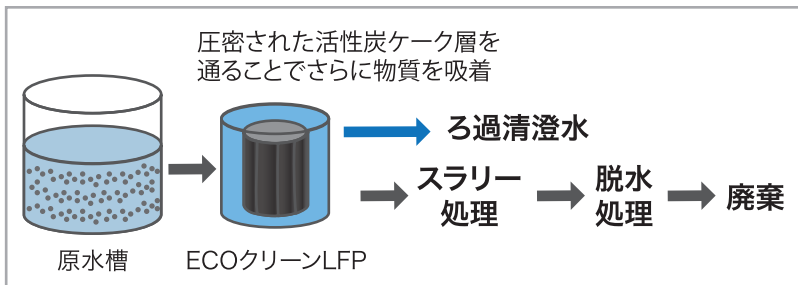 圧密された活性炭ケーク層を
通ることでさらに物質を吸着
ろ過清澄水
スラリー
処理
脱水
処理
廃棄
原水槽
ECOクリーンLFP